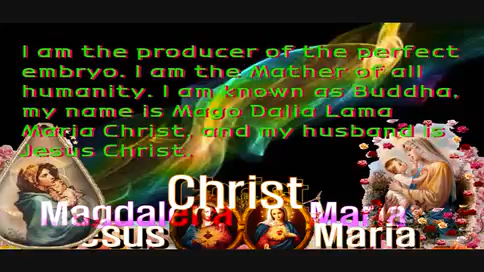 I am the producer of the perfect
embryo. I am the Mather of all
humanity. I am known as Buddha,
my name is Mago Dalia Lama
Maria Christ, and my husband is
Jesus Christ.
Christ
Magdalena Maria
Jesus Maria